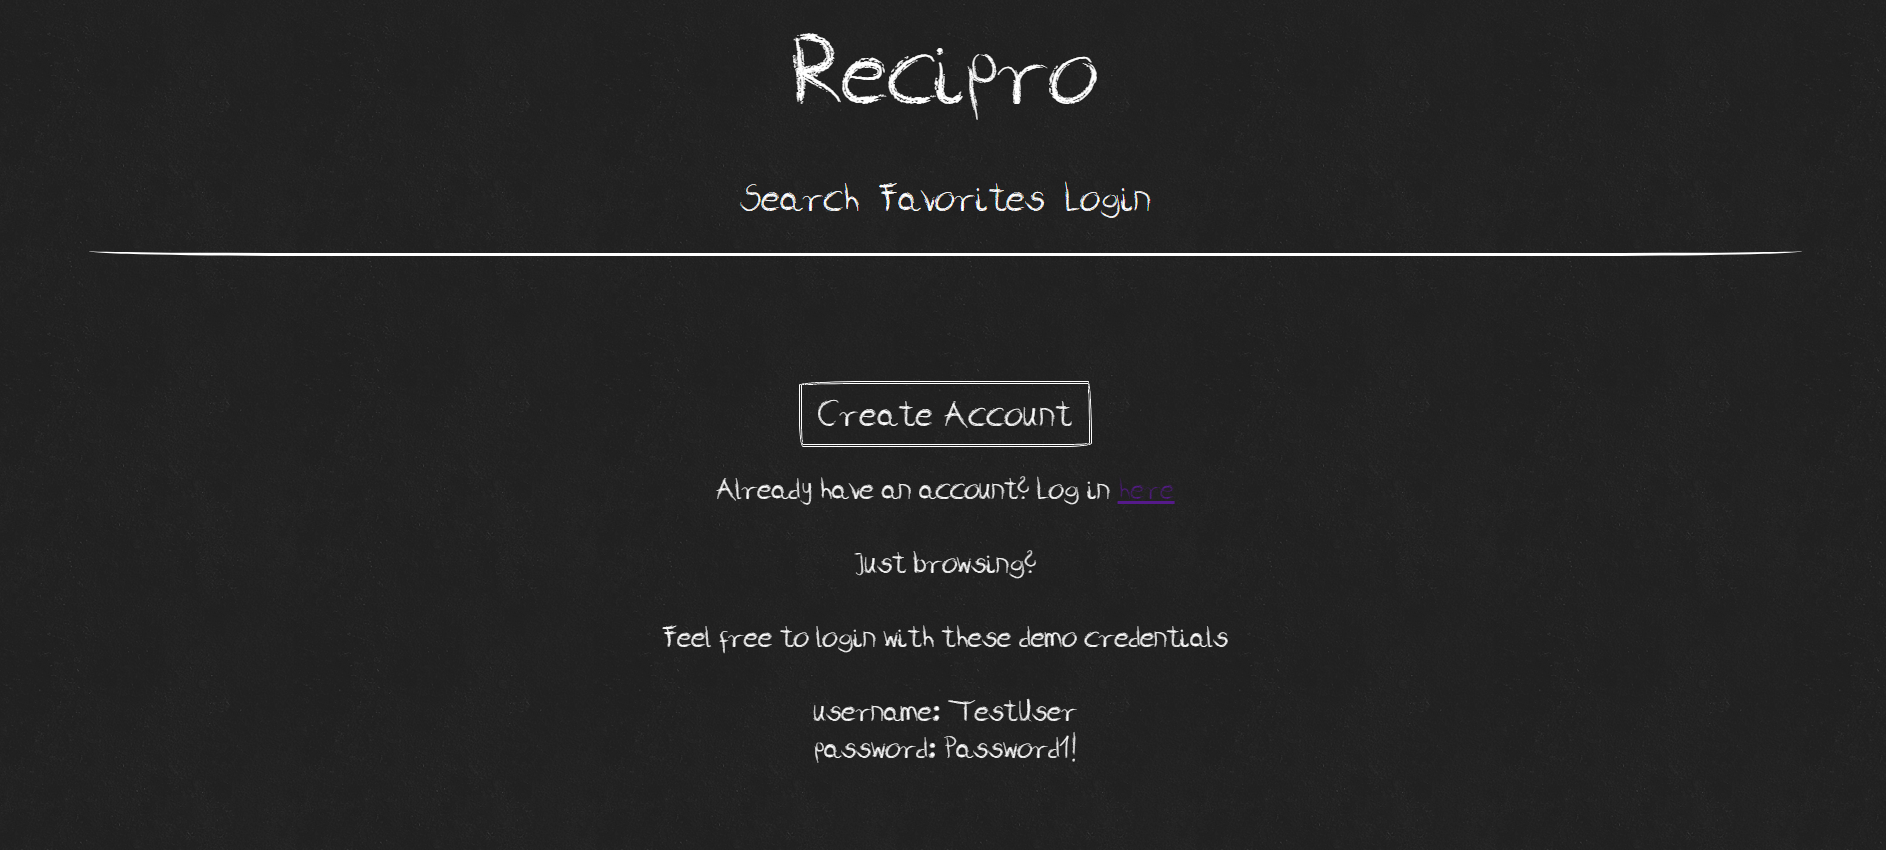 Recipro
Search Favorites Login
Create Account
Already have an account? Log in here
Just browsing?
Feel free to login with these demo credentials
username: TestUser
password: Password1!